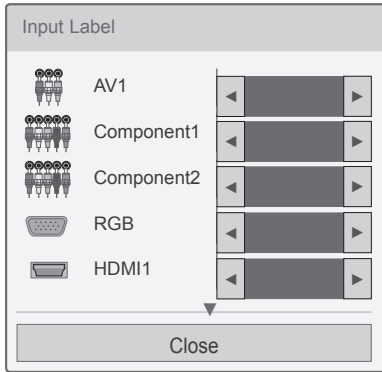 Input Label
AV1
Component1
Component2
RGB
HDMI1
Close